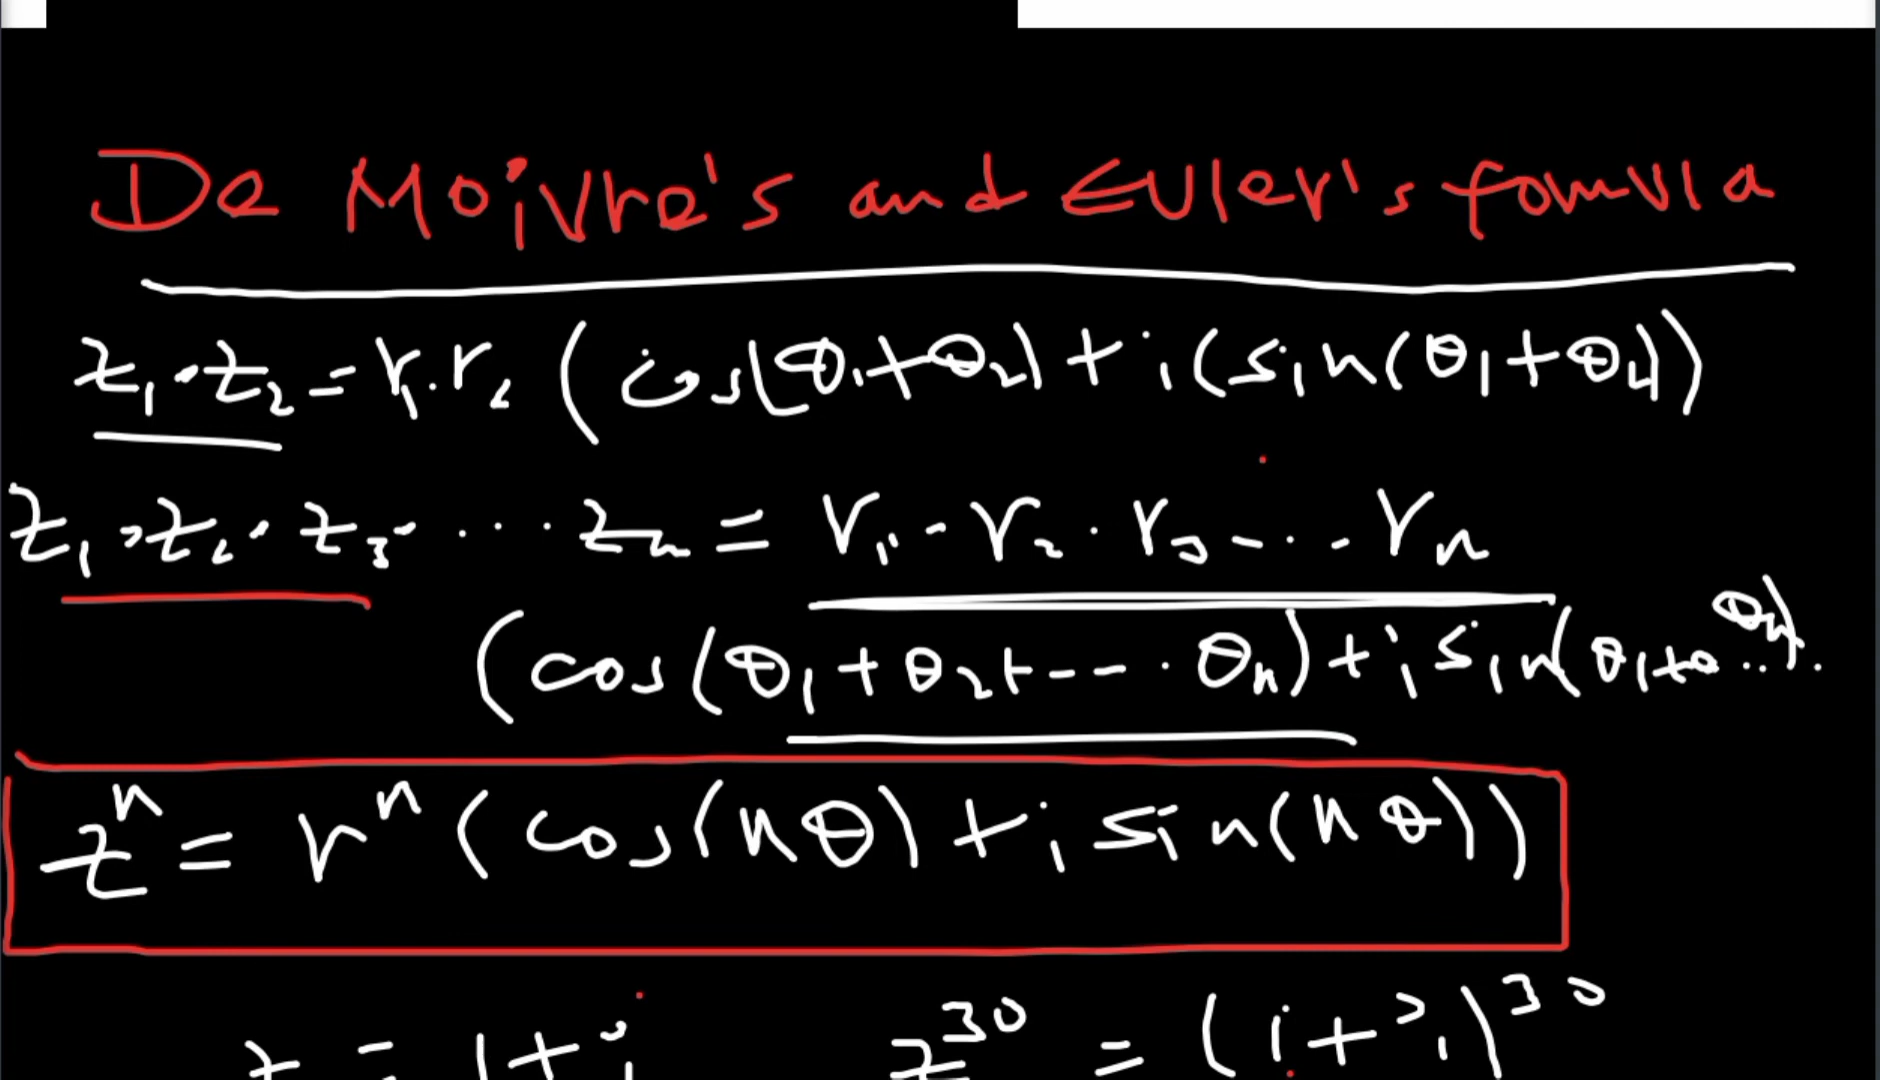 De Moivre's and Euler's fomula
z₁·z₂ = r₁·r₂ (cos(θ₁+θ₂) + i(sin(θ₁+θ₂))
z₁·z₂·z₃· ... zₙ = r₁·r₂·r₃ ... rₙ
(cos(θ₁+θ₂+---·θₙ) + i sin(θ₁+θ...θₙ).
zⁿ = rⁿ (cos(nθ) + i sin(nθ))
z = 1+i z³⁰ = (1+i)³⁰